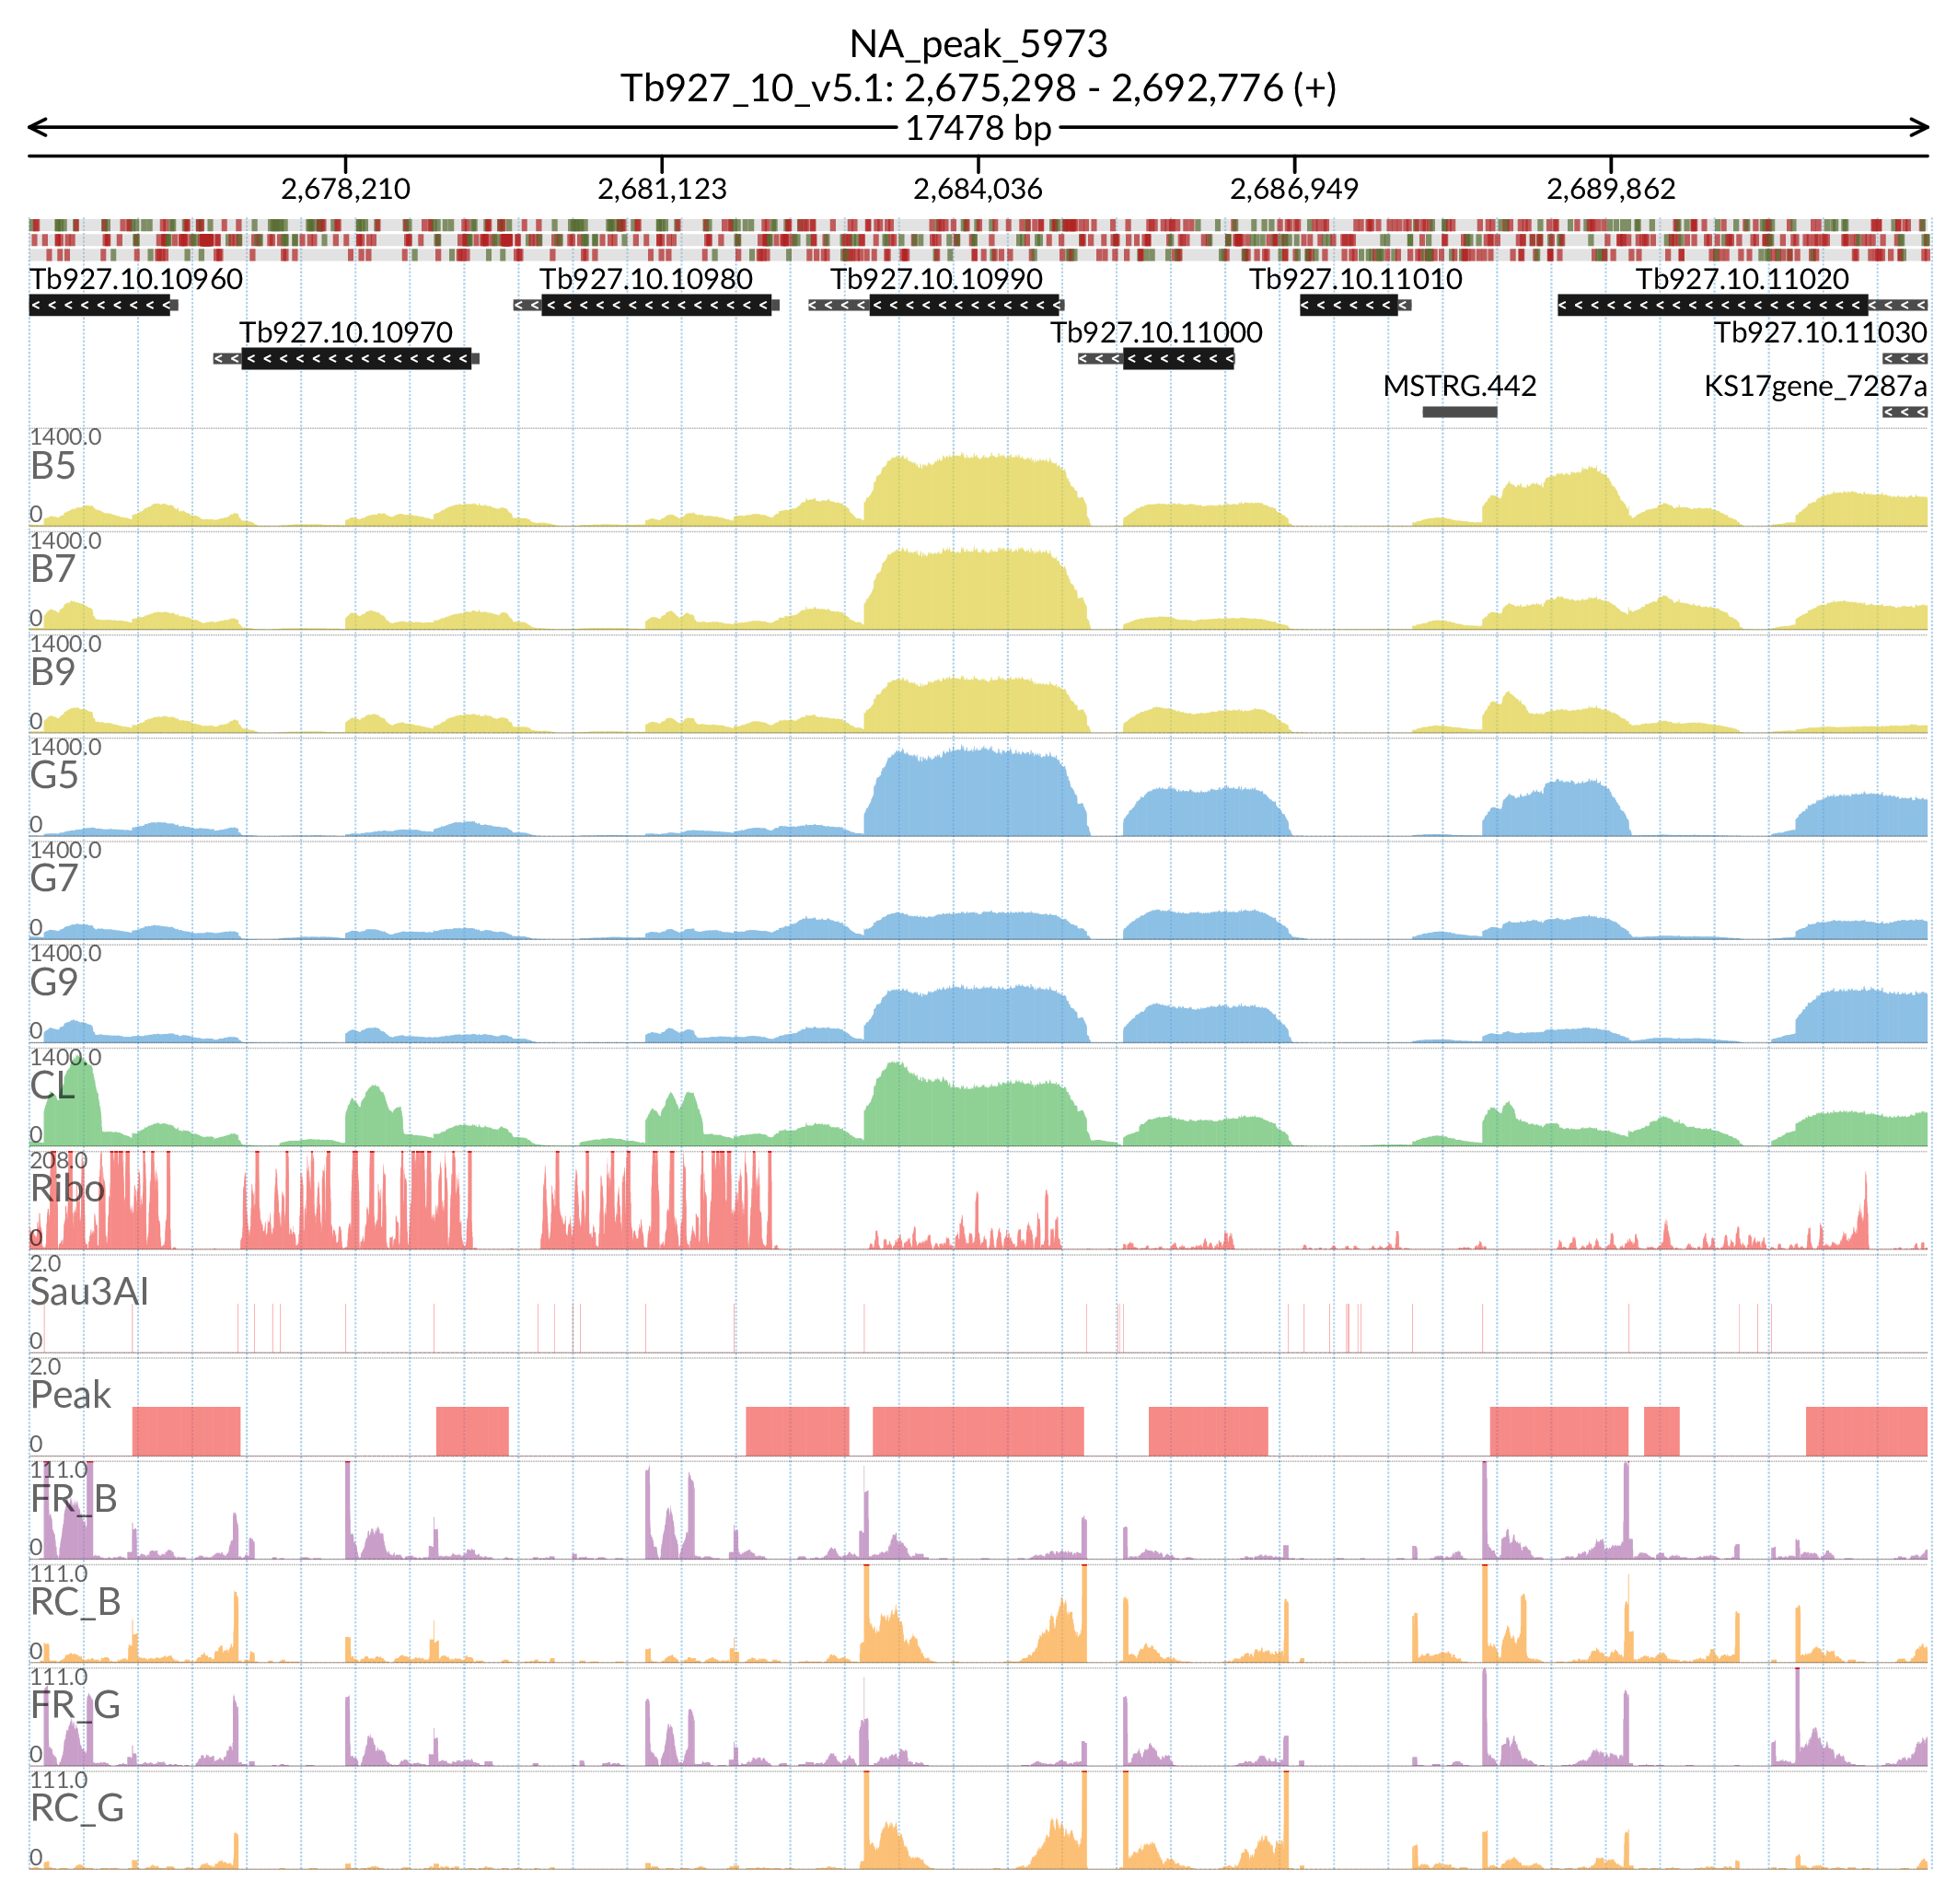 NA_peak_5973
Tb927_10_v5.1: 2,675,298 - 2,692,776 (+)
17478 bp
2,678,210 2,681,123 2,684,036 2,686,949 2,689,862
Tb927.10.10960 Tb927.10.10980 Tb927.10.10990 Tb927.10.11010 Tb927.10.11020
Tb927.10.10970 Tb927.10.11000 Tb927.10.11030
MSTRG.442 KS17gene_7287a
1400.0
B5
0
1400.0
B7
0
1400.0
B9
0
1400.0
G5
0
1400.0
G7
0
1400.0
G9
0
1400.0
CL
0
208.0
Ribo
0
2.0
Sau3AI
0
2.0
Peak
0
111.0
FR_B
0
111.0
RC_B
0
111.0
FR_G
0
111.0
RC_G
0